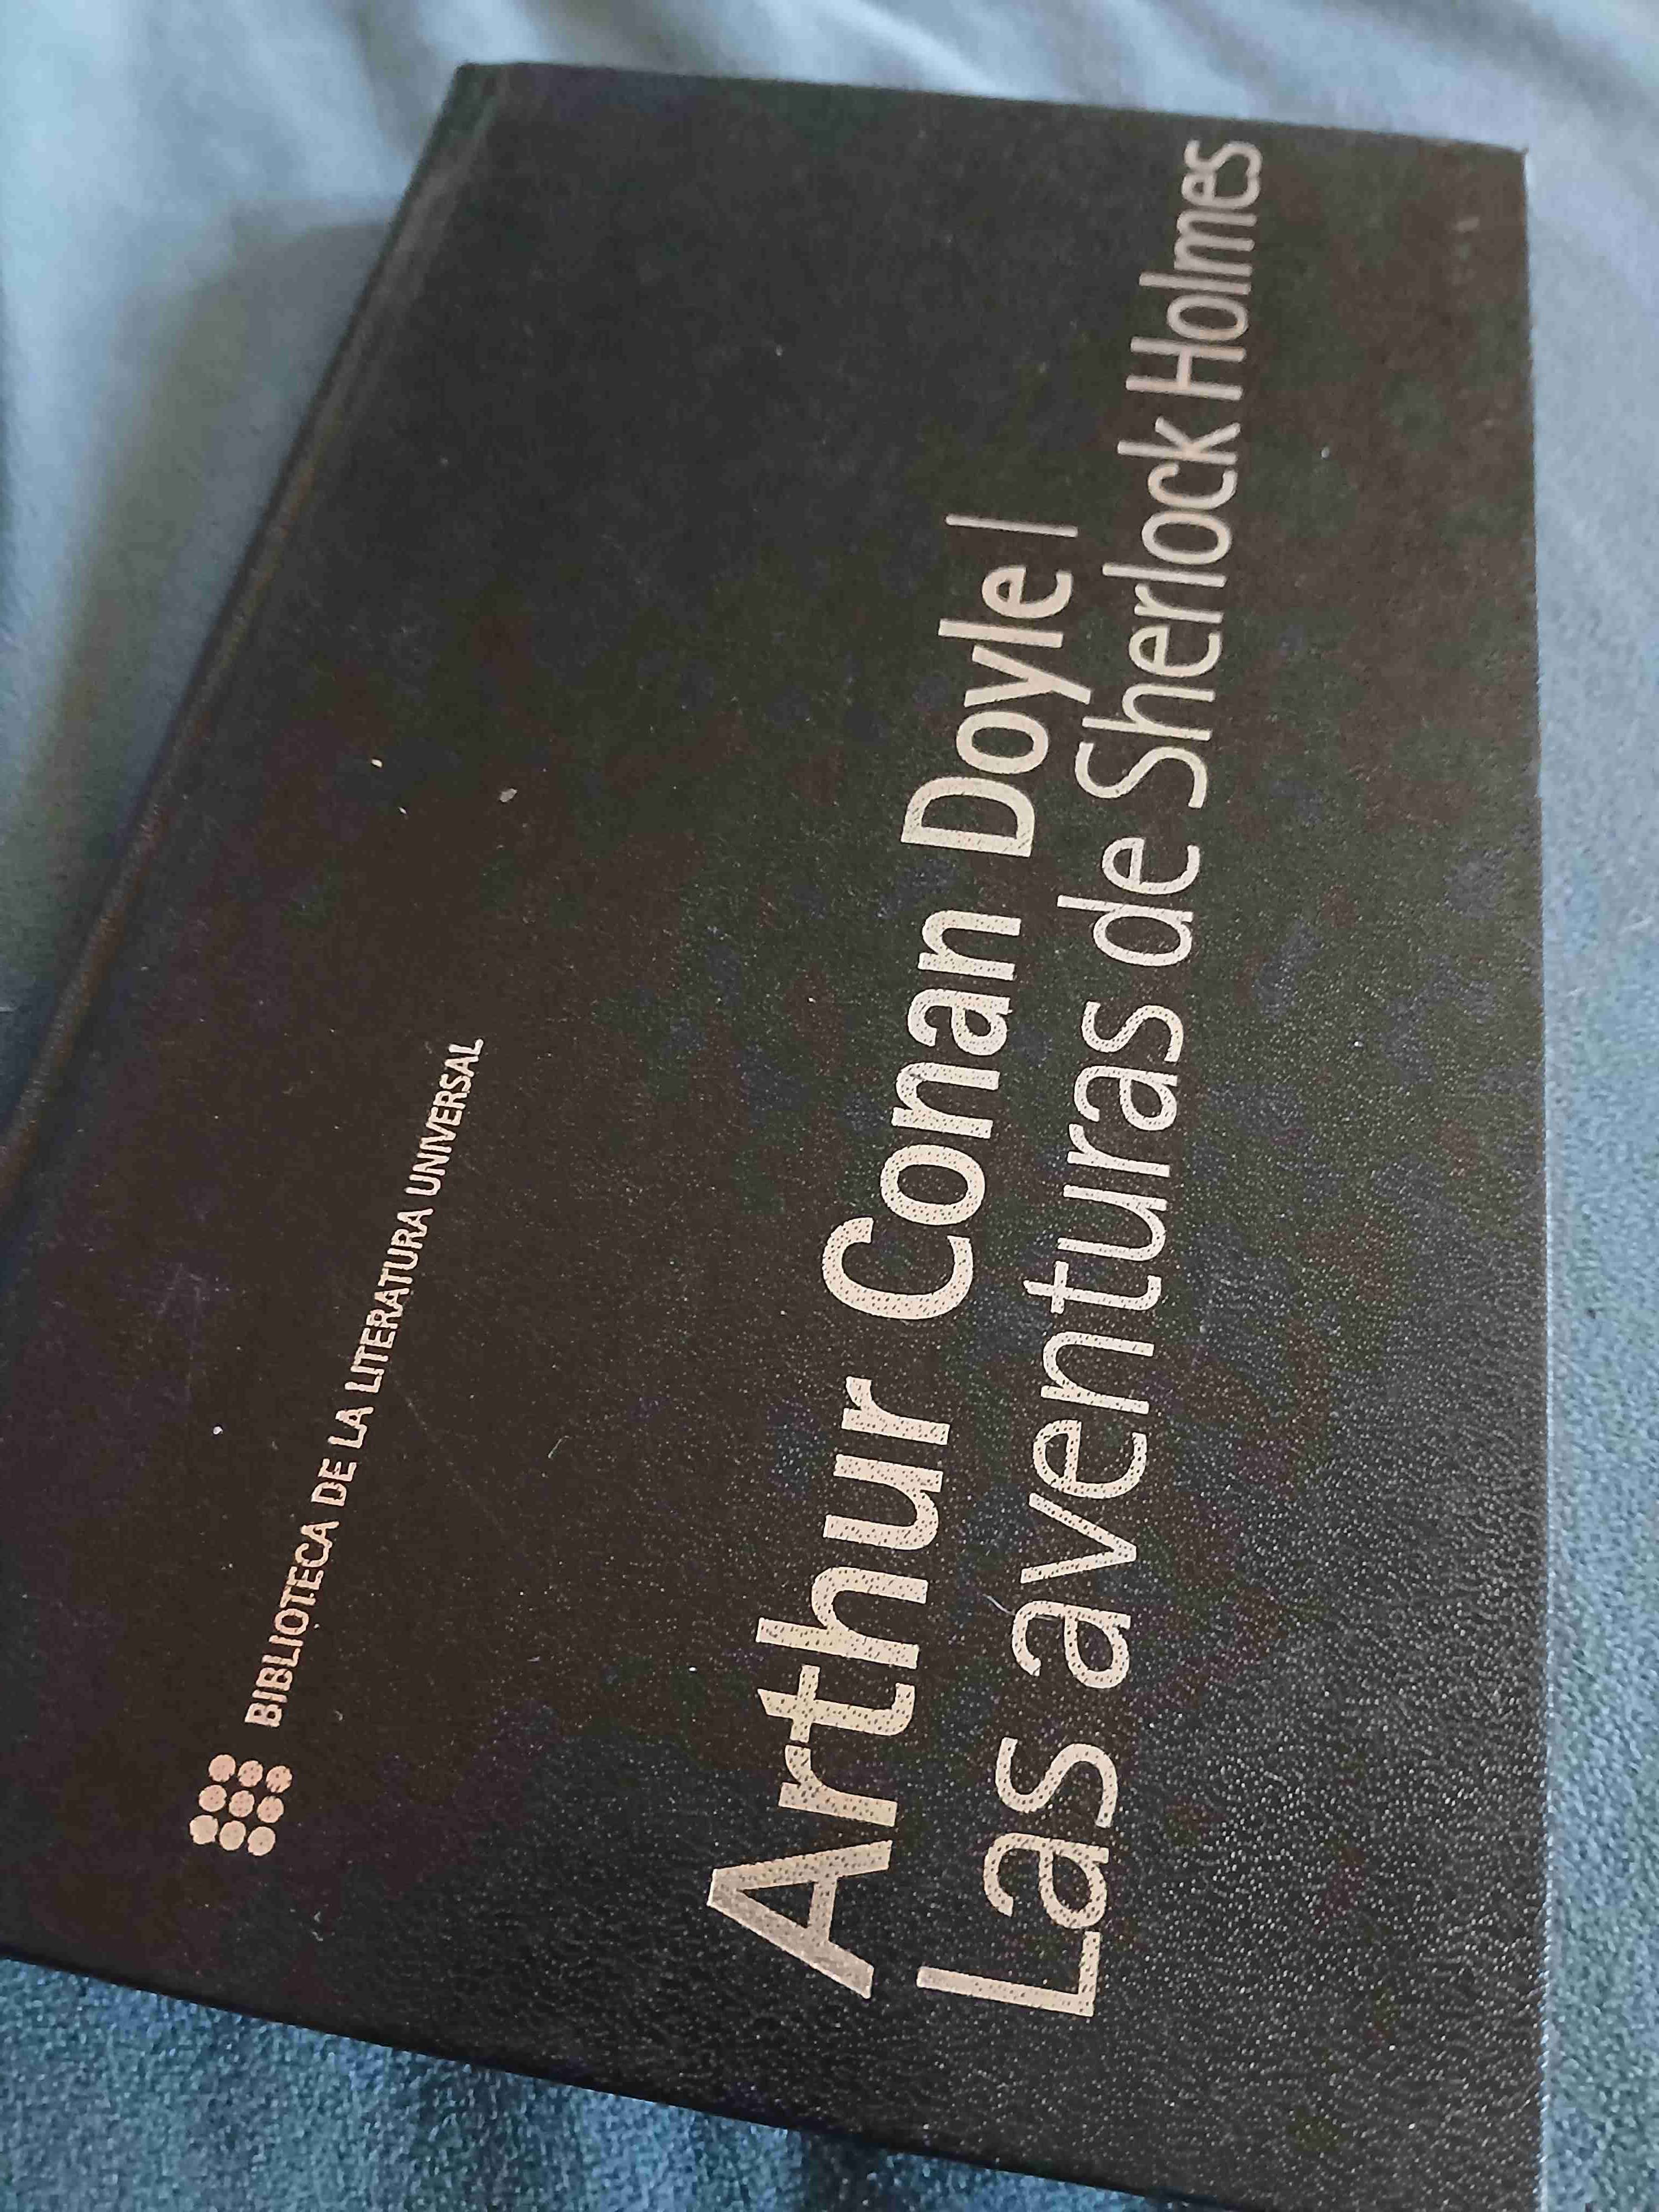 BIBLIOTECA DE LA LITERATURA UNIVERSAL
Arthur Conan Doyle |
Las aventuras de Sherlock Holmes